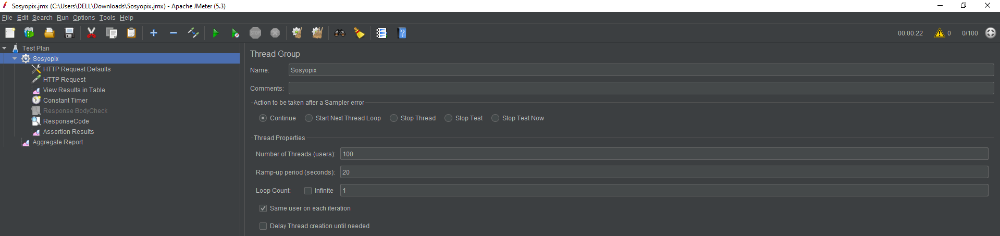 Sosyopix.jmx (C:\Users\DELL\Downloads\Sosyopix.jmx) - Apache JMeter (5.3)
File Edit Search Run Options Tools Help
STOP 00:00:22 0 0/100
Test Plan
Sosyopix
HTTP Request Defaults
HTTP Request
View Results in Table
Constant Timer
Response BodyCheck
ResponseCode
Assertion Results
Aggregate Report
Thread Group
Name: Sosyopix
Comments:
Action to be taken after a Sampler error
Continue Start Next Thread Loop Stop Thread Stop Test Stop Test Now
Thread Properties
Number of Threads (users): 100
Ramp-up period (seconds): 20
Loop Count: Infinite 1
Same user on each iteration
Delay Thread creation until needed